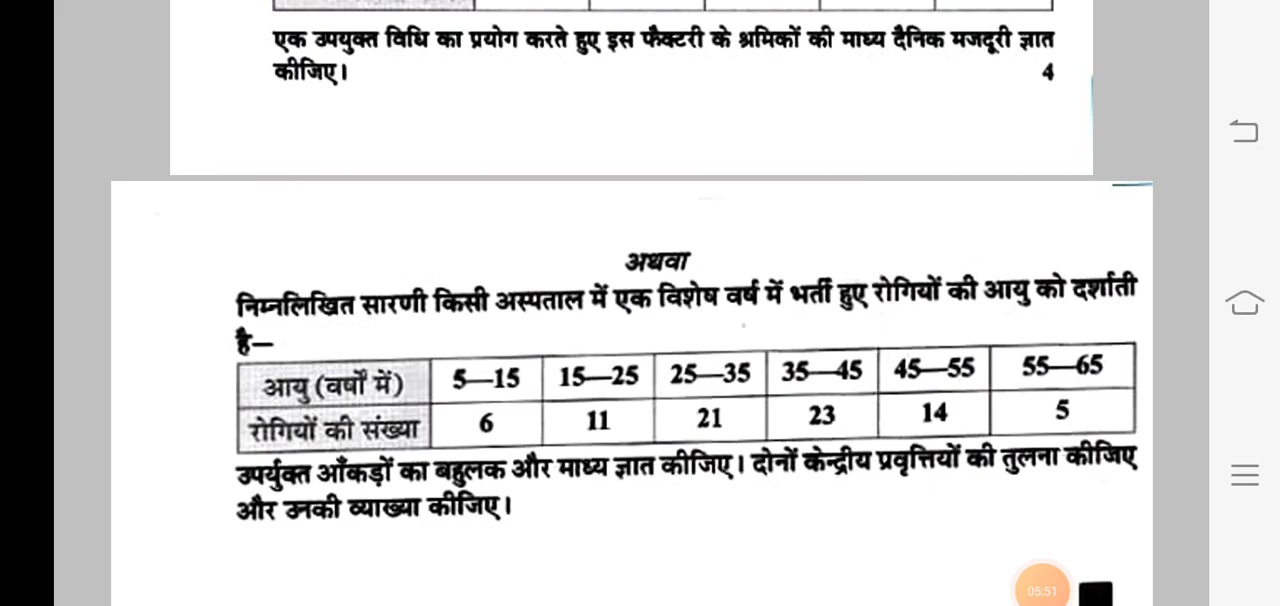 एक उपयुक्त विधि का प्रयोग करते हुए इस फैक्टरी के श्रमिकों की माध्य दैनिक मजदूरी ज्ञात
कीजिए। 4
अथवा
निम्नलिखित सारणी किसी अस्पताल में एक विशेष वर्ष में भर्ती हुए रोगियों की आयु को दर्शाती
है—
आयु (वर्षों में) 5—15 15—25 25—35 35—45 45—55 55—65
रोगियों की संख्या 6 11 21 23 14 5
उपर्युक्त आँकड़ों का बहुलक और माध्य ज्ञात कीजिए। दोनों केन्द्रीय प्रवृत्तियों की तुलना कीजिए
और उनकी व्याख्या कीजिए।
05:51